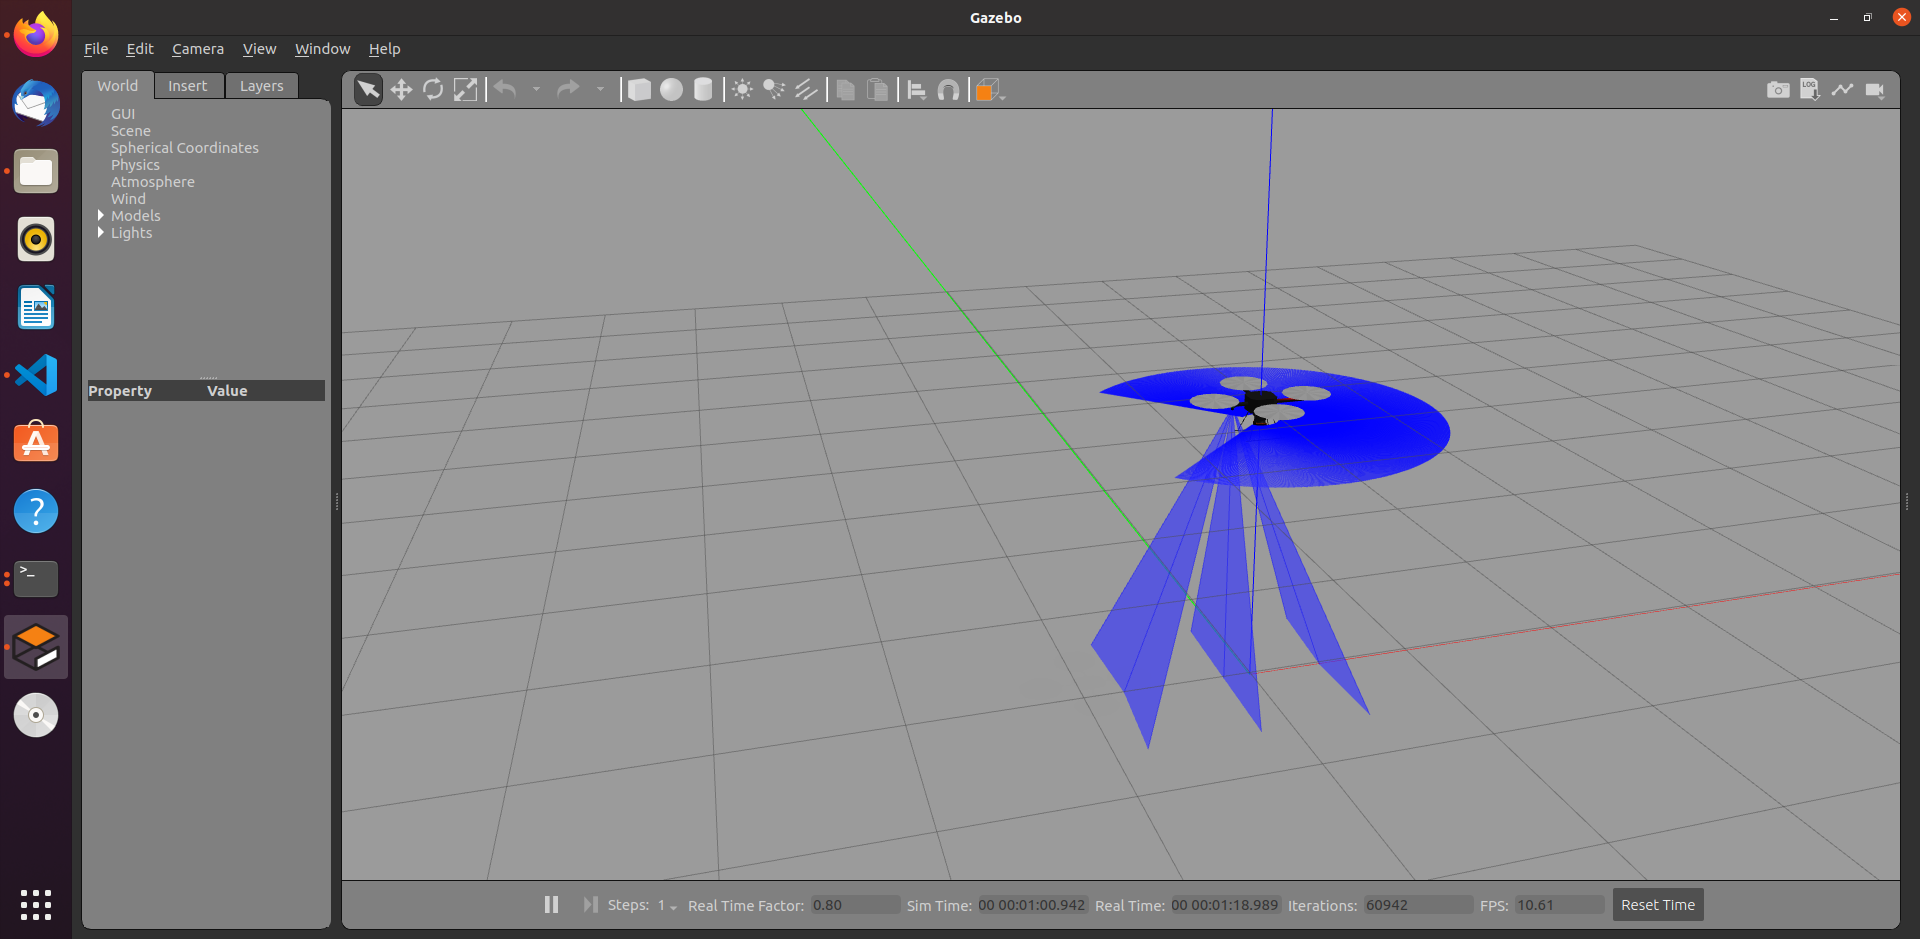 Gazebo
File Edit Camera View Window Help
World Insert Layers
GUI
Scene
Spherical Coordinates
Physics
Atmosphere
Wind
Models
Lights
Property Value
LOG
Steps: 1 Real Time Factor: 0.80 Sim Time: 00 00:01:00.942 Real Time: 00 00:01:18.989 Iterations: 60942 FPS: 10.61 Reset Time